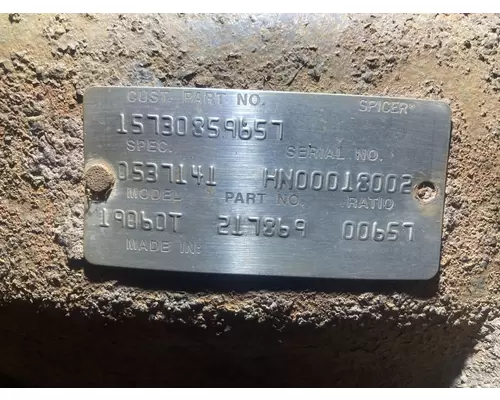 CUST. PART NO. SPICER®
15730859657
SPEC. SERIAL NO.
0537141 HN00018002
MODEL PART NO. RATIO
19060T 217869 00657
MADE IN: